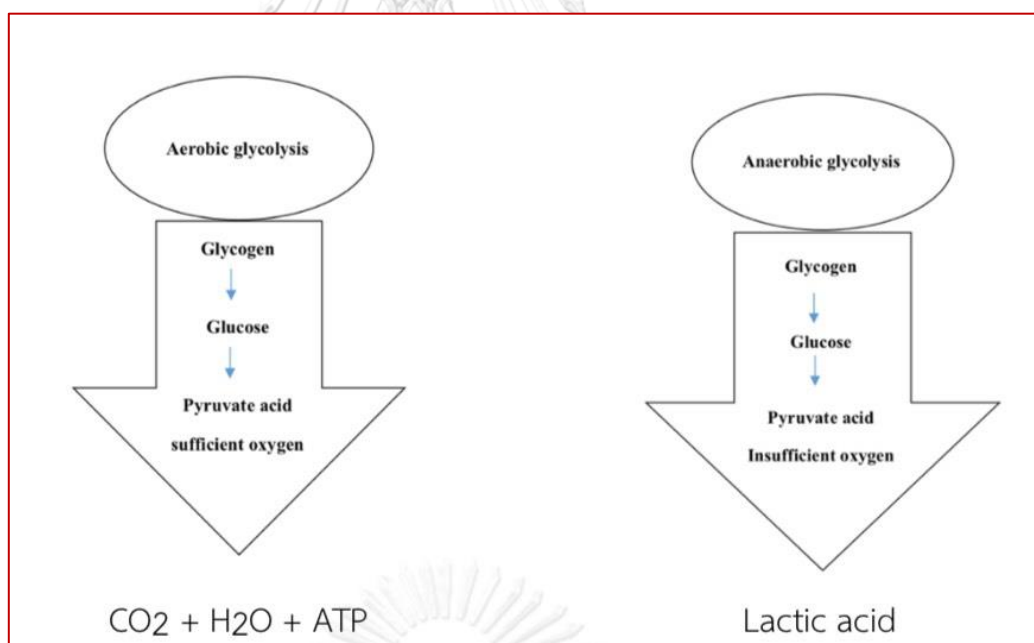 Aerobic glycolysis
Glycogen
Glucose
Pyruvate acid
sufficient oxygen
CO2 + H2O + ATP
Anaerobic glycolysis
Glycogen
Glucose
Pyruvate acid
Insufficient oxygen
Lactic acid